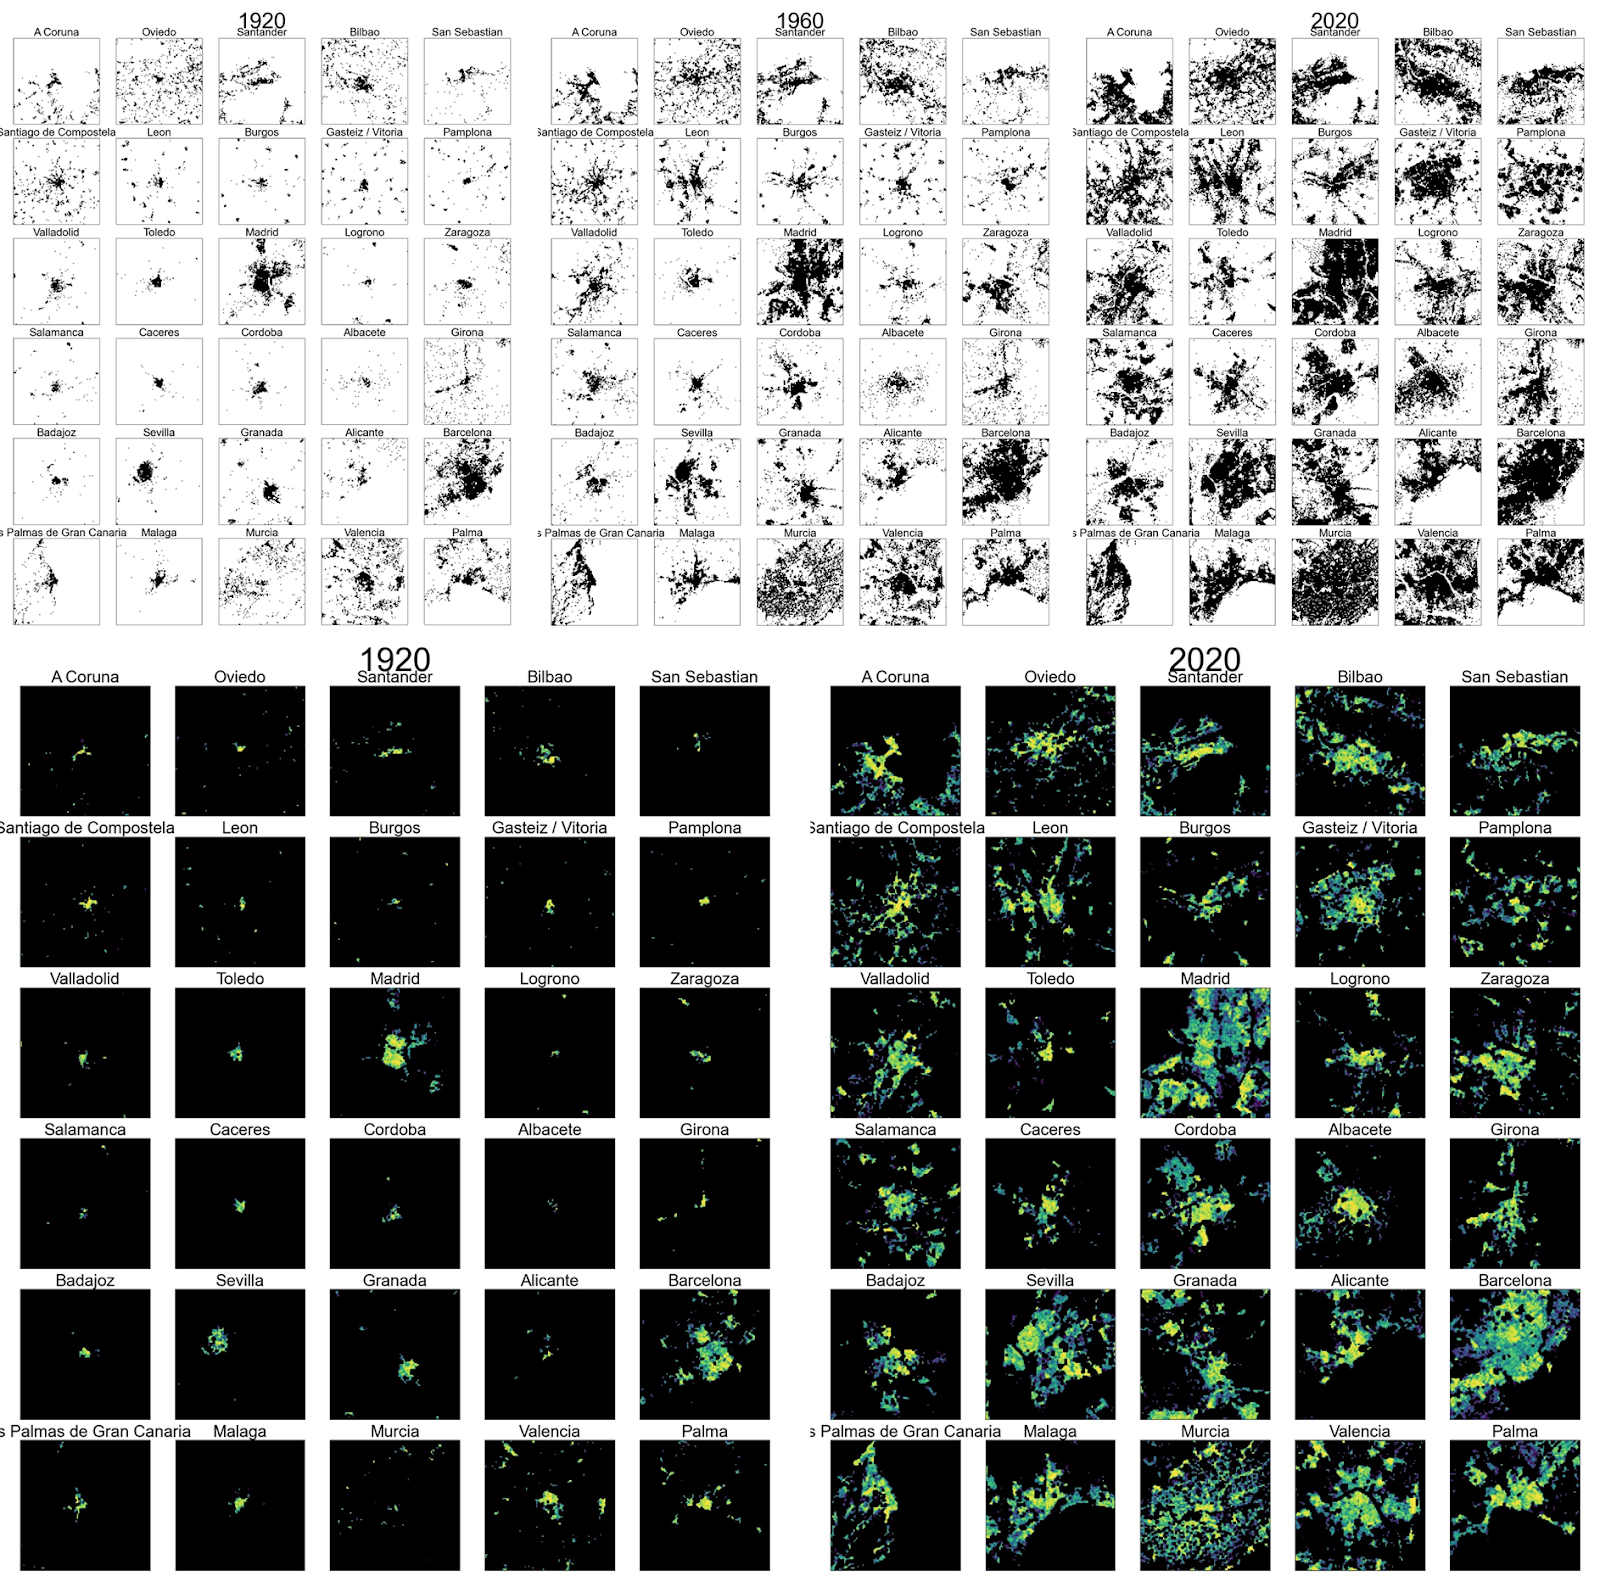 1920 1960 2020
A Coruna Oviedo Santander Bilbao San Sebastian A Coruna Oviedo Santander Bilbao San Sebastian A Coruna Oviedo Santander Bilbao San Sebastian
Santiago de Compostela Leon Burgos Gasteiz / Vitoria Pamplona Santiago de Compostela Leon Burgos Gasteiz / Vitoria Pamplona Santiago de Compostela Leon Burgos Gasteiz / Vitoria Pamplona
Valladolid Toledo Madrid Logrono Zaragoza Valladolid Toledo Madrid Logrono Zaragoza Valladolid Toledo Madrid Logrono Zaragoza
Salamanca Caceres Cordoba Albacete Girona Salamanca Caceres Cordoba Albacete Girona Salamanca Caceres Cordoba Albacete Girona
Badajoz Sevilla Granada Alicante Barcelona Badajoz Sevilla Granada Alicante Barcelona Badajoz Sevilla Granada Alicante Barcelona
s Palmas de Gran Canaria Malaga Murcia Valencia Palma s Palmas de Gran Canaria Malaga Murcia Valencia Palma s Palmas de Gran Canaria Malaga Murcia Valencia Palma
1920 2020
A Coruna Oviedo Santander Bilbao San Sebastian A Coruna Oviedo Santander Bilbao San Sebastian
Santiago de Compostela Leon Burgos Gasteiz / Vitoria Pamplona Santiago de Compostela Leon Burgos Gasteiz / Vitoria Pamplona
Valladolid Toledo Madrid Logrono Zaragoza Valladolid Toledo Madrid Logrono Zaragoza
Salamanca Caceres Cordoba Albacete Girona Salamanca Caceres Cordoba Albacete Girona
Badajoz Sevilla Granada Alicante Barcelona Badajoz Sevilla Granada Alicante Barcelona
s Palmas de Gran Canaria Malaga Murcia Valencia Palma s Palmas de Gran Canaria Malaga Murcia Valencia Palma